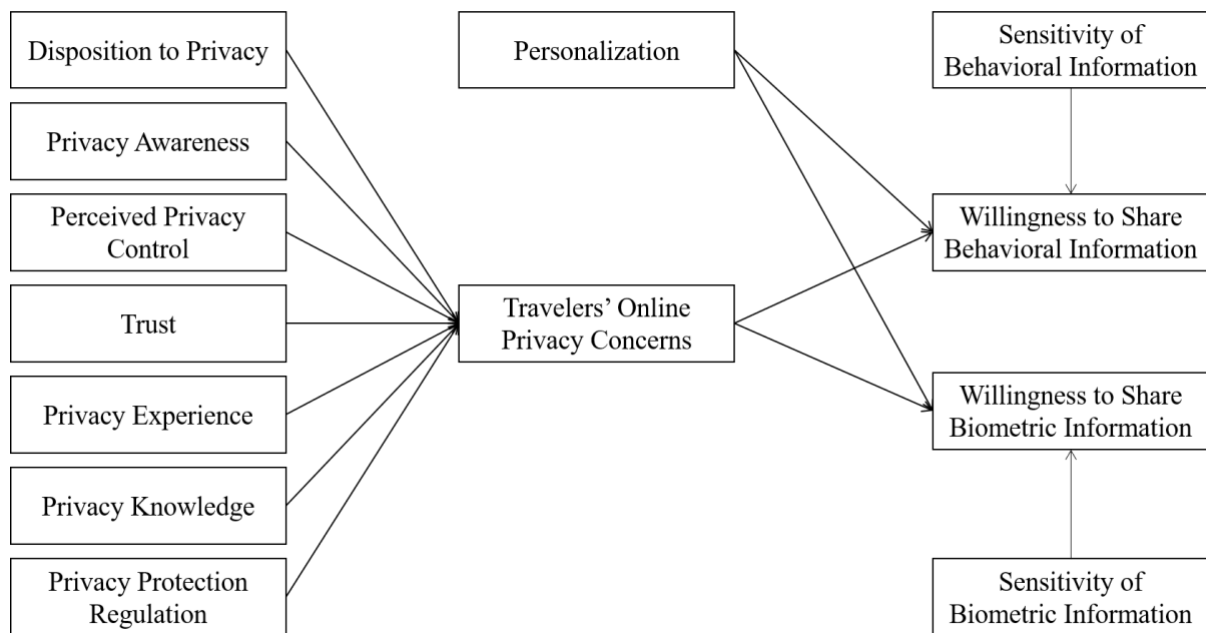 Disposition to Privacy
Privacy Awareness
Perceived Privacy
Control
Trust
Privacy Experience
Privacy Knowledge
Privacy Protection
Regulation
Personalization
Travelers’ Online
Privacy Concerns
Sensitivity of
Behavioral Information
Willingness to Share
Behavioral Information
Willingness to Share
Biometric Information
Sensitivity of
Biometric Information